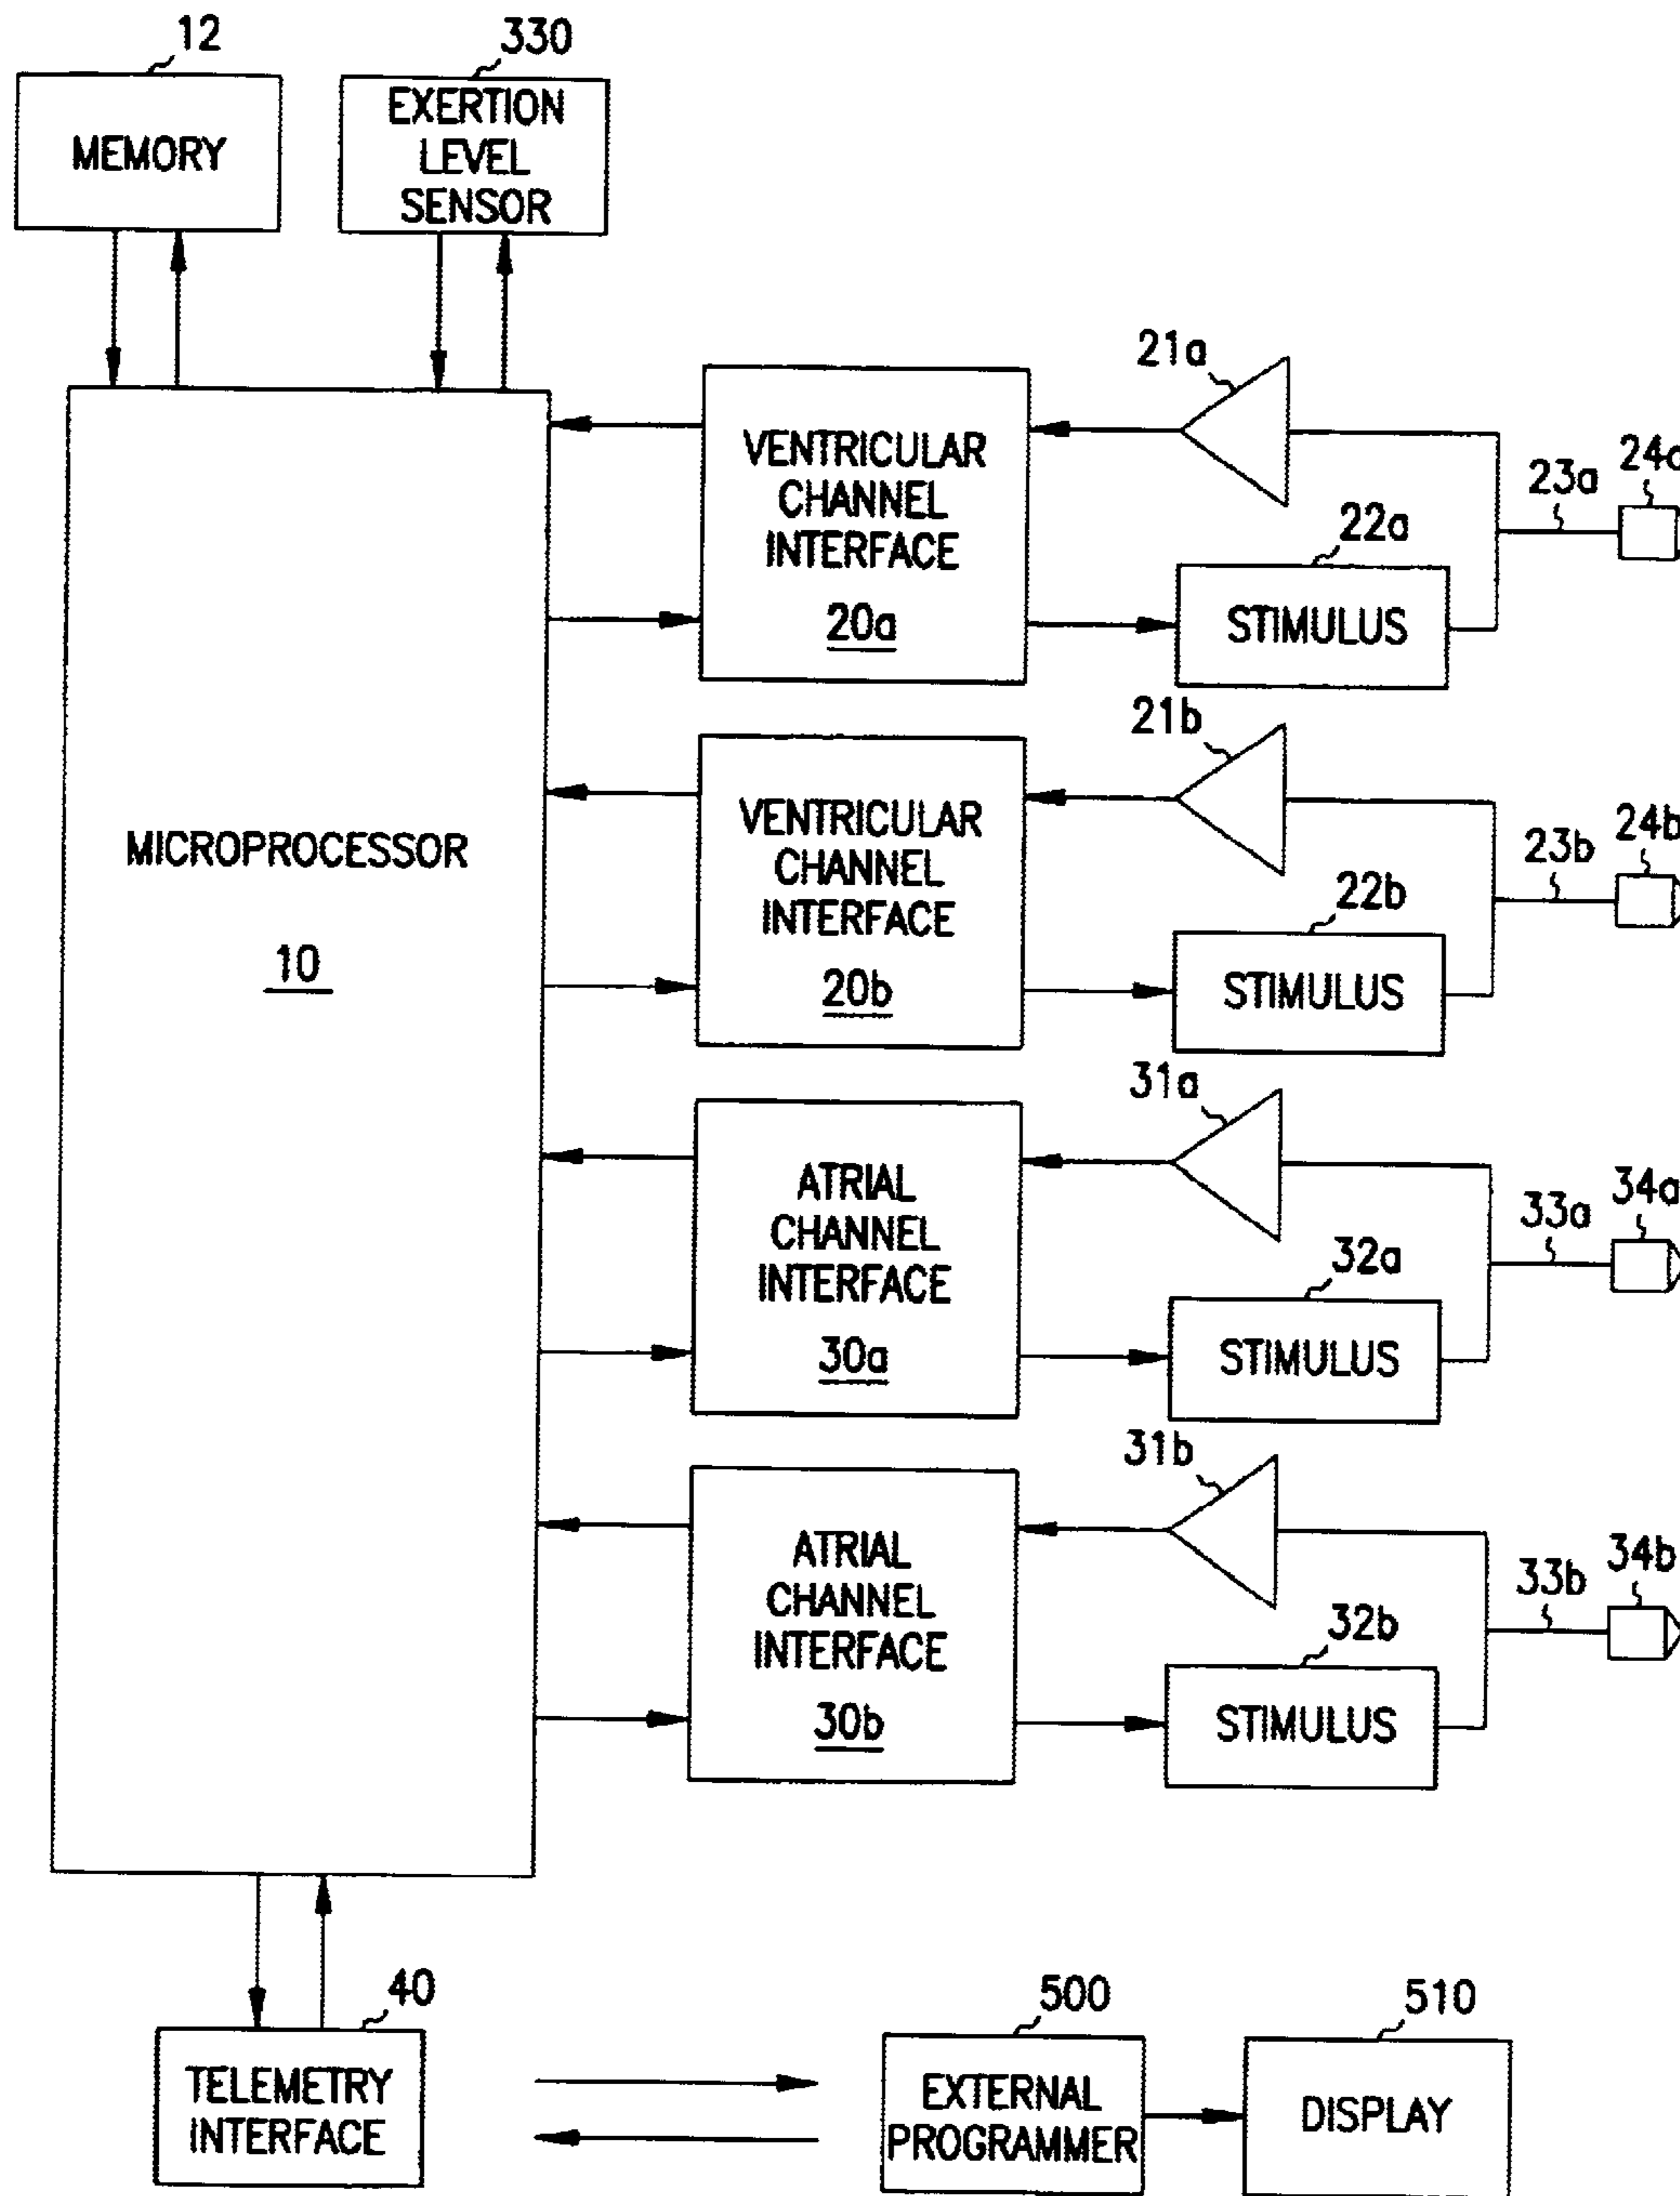 12
330
MEMORY
EXERTION
LEVEL
SENSOR
21a
VENTRICULAR
CHANNEL
INTERFACE
20a
23a
24a
22a
STIMULUS
21b
VENTRICULAR
CHANNEL
INTERFACE
20b
23b
24b
22b
STIMULUS
MICROPROCESSOR
10
31a
ATRIAL
CHANNEL
INTERFACE
30a
33a
34a
32a
STIMULUS
31b
ATRIAL
CHANNEL
INTERFACE
30b
33b
34b
32b
STIMULUS
40
TELEMETRY
INTERFACE
500
EXTERNAL
PROGRAMMER
510
DISPLAY